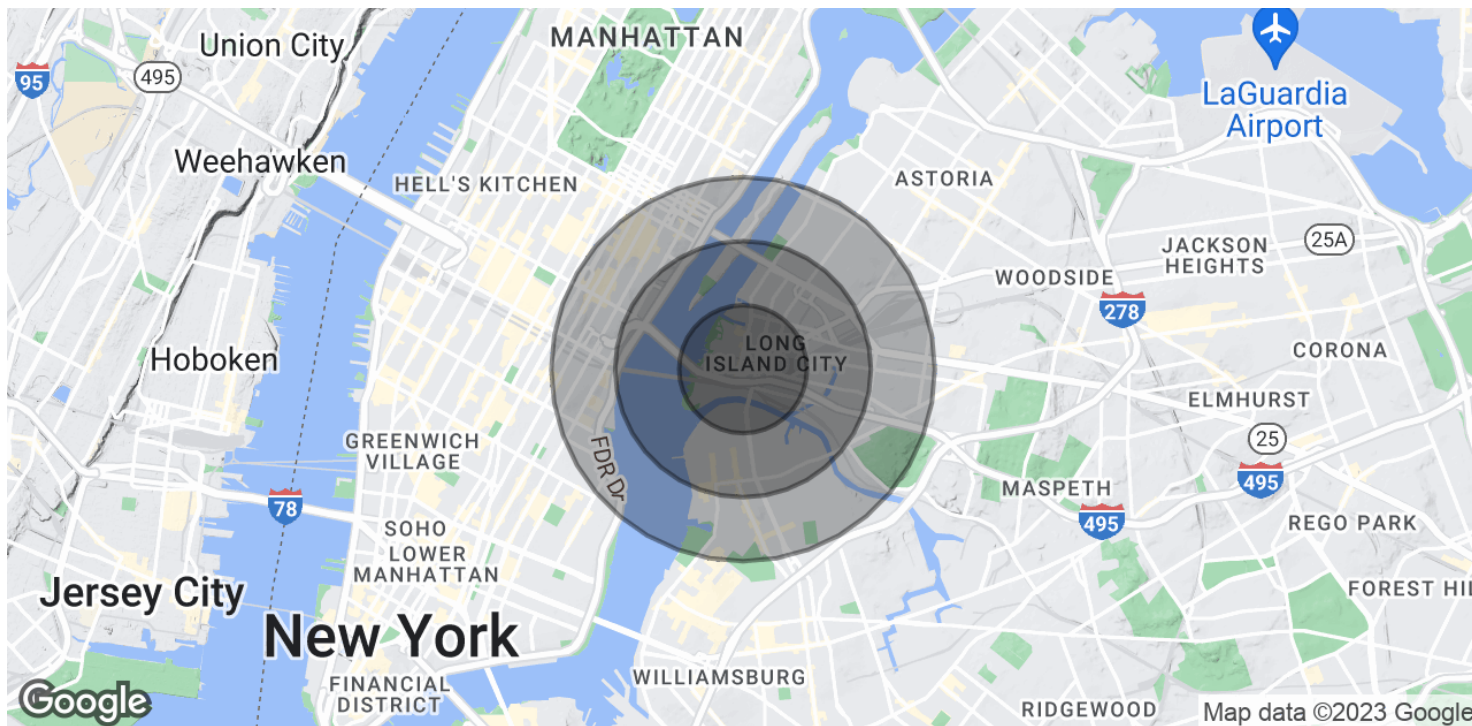 MANHATTAN
Union City
95
495
LaGuardia
Airport
Weehawken
HELL'S KITCHEN
ASTORIA
25A
JACKSON
HEIGHTS
WOODSIDE
278
LONG
ISLAND CITY
Hoboken
CORONA
ELMHURST
25
GREENWICH
VILLAGE
FDR Dr
495
MASPETH
78
495
REGO PARK
SOHO
LOWER
MANHATTAN
Jersey City
FOREST HIL
New York
WILLIAMSBURG
FINANCIAL
DISTRICT
RIDGEWOOD
Google
Map data ©2023 Google